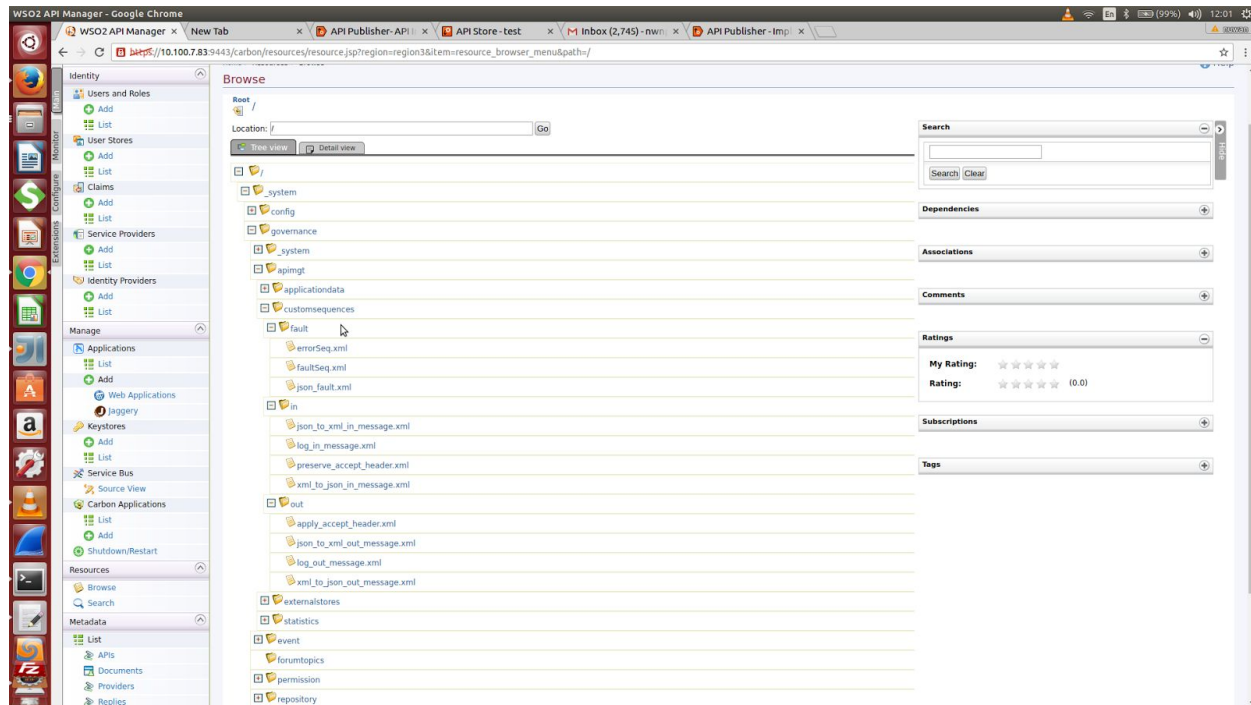 WSO2 API Manager - Google Chrome
En (99%) 12:01
WSO2 API Manager × New Tab × API Publisher- API × API Store - test × M Inbox (2,745) - nwn × API Publisher - Impl ×
https://10.100.7.83:9443/carbon/resources/resource.jsp?region=region3&item=resource_browser_menu&path=/
Main
Monitor
Configure
Extensions
Identity
Users and Roles
Add
List
User Stores
Add
List
Claims
Add
List
Service Providers
Add
List
Identity Providers
Add
List
Manage
Applications
List
Add
Web Applications
Jaggery
Keystores
Add
List
Service Bus
Source View
Carbon Applications
List
Add
Shutdown/Restart
Resources
Browse
Search
Metadata
List
APIs
Documents
Providers
Replies
Browse
Root
/
Location: / Go
Tree view Detail view
/
_system
config
governance
_system
apimgt
applicationdata
customsequences
fault
errorSeq.xml
faultSeq.xml
json_fault.xml
in
json_to_xml_in_message.xml
log_in_message.xml
preserve_accept_header.xml
xml_to_json_in_message.xml
out
apply_accept_header.xml
json_to_xml_out_message.xml
log_out_message.xml
xml_to_json_out_message.xml
externalstores
statistics
event
forumtopics
permission
repository
Search
Search Clear
Hide
Dependencies
Associations
Comments
Ratings
My Rating:
Rating: (0.0)
Subscriptions
Tags